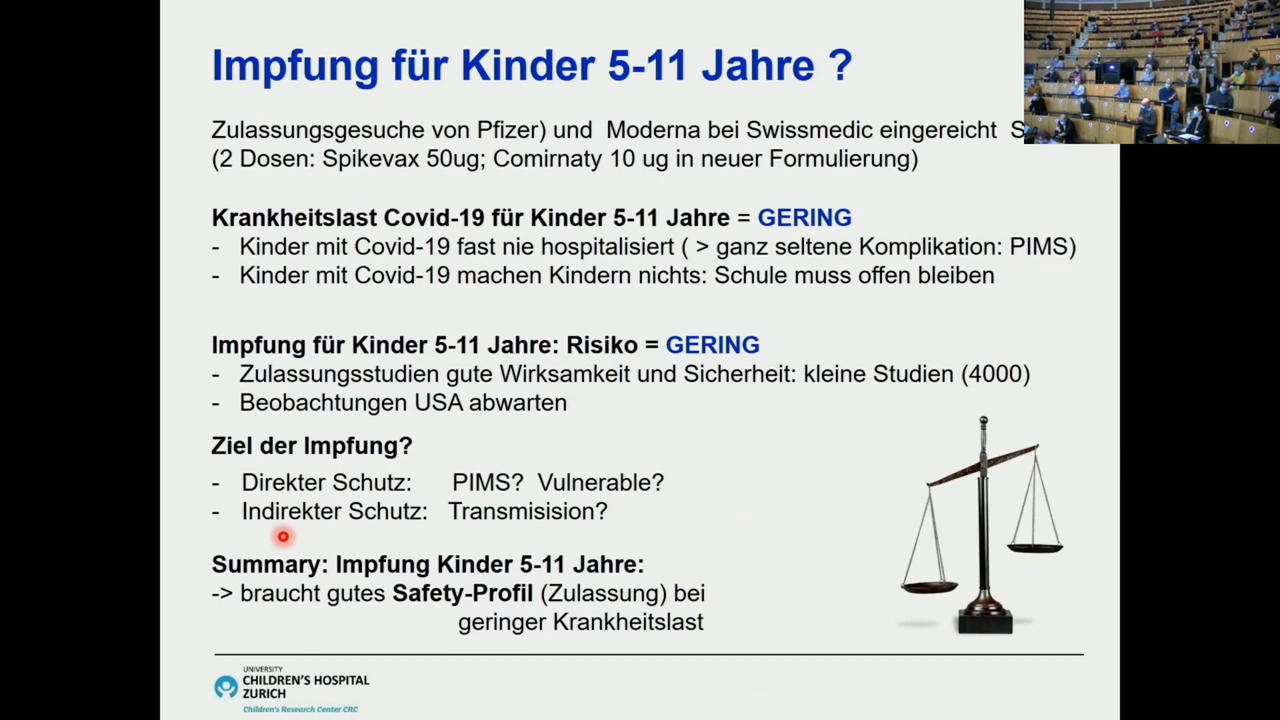 Impfung für Kinder 5-11 Jahre ?
Zulassungsgesuche von Pfizer) und Moderna bei Swissmedic eingereicht S
(2 Dosen: Spikevax 50ug; Comirnaty 10 ug in neuer Formulierung)
Krankheitslast Covid-19 für Kinder 5-11 Jahre = GERING
- Kinder mit Covid-19 fast nie hospitalisiert ( > ganz seltene Komplikation: PIMS)
- Kinder mit Covid-19 machen Kindern nichts: Schule muss offen bleiben
Impfung für Kinder 5-11 Jahre: Risiko = GERING
- Zulassungsstudien gute Wirksamkeit und Sicherheit: kleine Studien (4000)
- Beobachtungen USA abwarten
Ziel der Impfung?
- Direkter Schutz: PIMS? Vulnerable?
- Indirekter Schutz: Transmisision?
Summary: Impfung Kinder 5-11 Jahre:
-> braucht gutes Safety-Profil (Zulassung) bei
geringer Krankheitslast
UNIVERSITY
CHILDREN'S HOSPITAL
ZURICH
Children's Research Center CRC